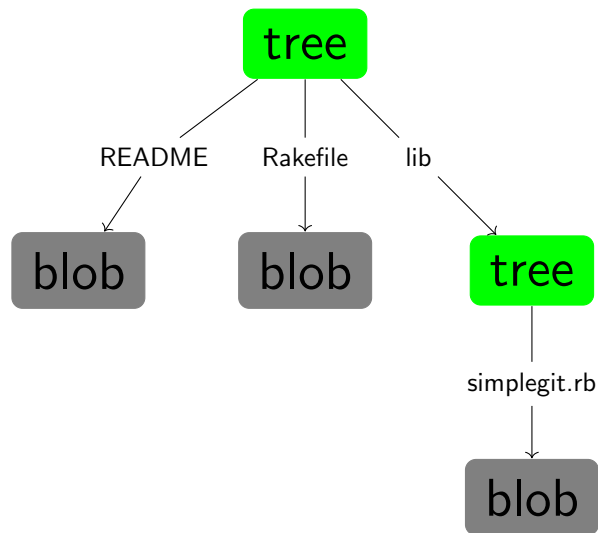 tree
README
Rakefile
lib
blob
blob
tree
simplegit.rb
blob